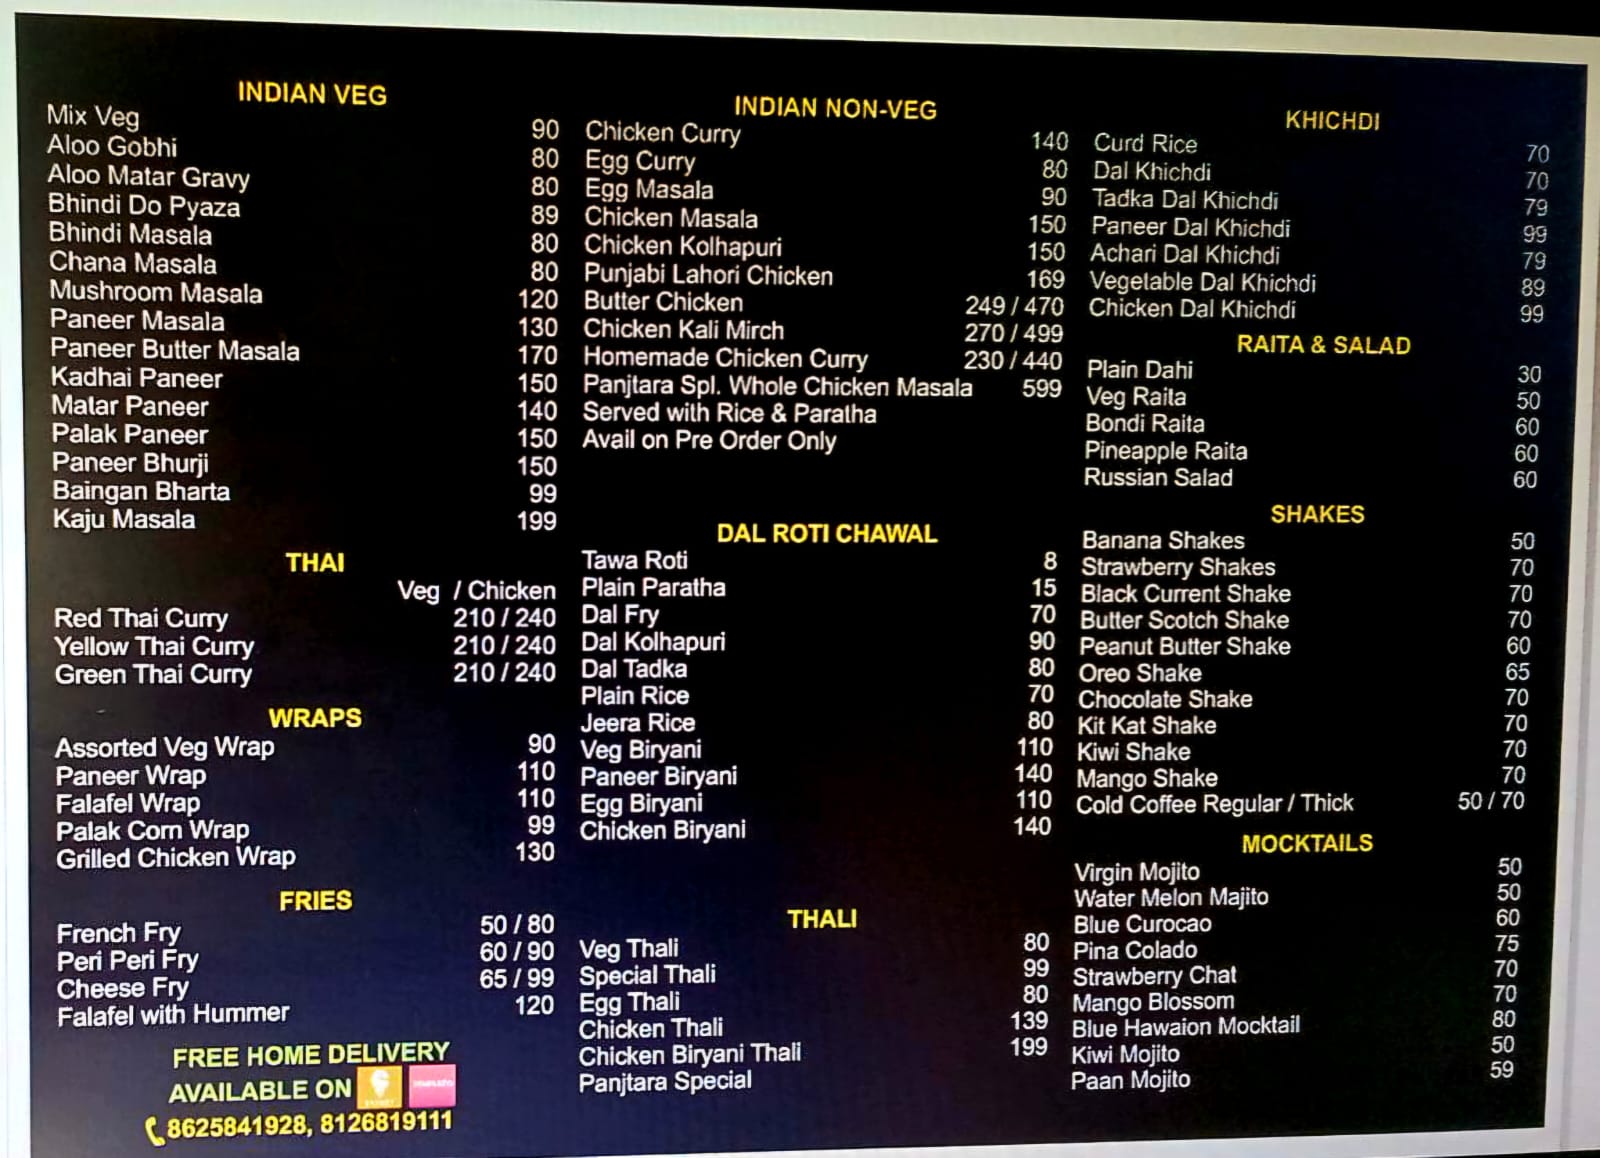 INDIAN VEG
Mix Veg 90
Aloo Gobhi 80
Aloo Matar Gravy 80
Bhindi Do Pyaza 89
Bhindi Masala 80
Chana Masala 80
Mushroom Masala 120
Paneer Masala 130
Paneer Butter Masala 170
Kadhai Paneer 150
Matar Paneer 140
Palak Paneer 150
Paneer Bhurji 150
Baingan Bharta 99
Kaju Masala 199
THAI
Veg / Chicken
Red Thai Curry 210 / 240
Yellow Thai Curry 210 / 240
Green Thai Curry 210 / 240
WRAPS
Assorted Veg Wrap 90
Paneer Wrap 110
Falafel Wrap 110
Palak Corn Wrap 99
Grilled Chicken Wrap 130
FRIES
French Fry 50 / 80
Peri Peri Fry 60 / 90
Cheese Fry 65 / 99
Falafel with Hummer 120
FREE HOME DELIVERY
AVAILABLE ON
8625841928, 8126819111
INDIAN NON-VEG
Chicken Curry 140
Egg Curry 80
Egg Masala 90
Chicken Masala 150
Chicken Kolhapuri 150
Punjabi Lahori Chicken 169
Butter Chicken 249 / 470
Chicken Kali Mirch 270 / 499
Homemade Chicken Curry 230 / 440
Panjtara Spl. Whole Chicken Masala 599
Served with Rice & Paratha
Avail on Pre Order Only
DAL ROTI CHAWAL
Tawa Roti 8
Plain Paratha 15
Dal Fry 70
Dal Kolhapuri 90
Dal Tadka 80
Plain Rice 70
Jeera Rice 80
Veg Biryani 110
Paneer Biryani 140
Egg Biryani 110
Chicken Biryani 140
THALI
Veg Thali 80
Special Thali 99
Egg Thali 80
Chicken Thali 139
Chicken Biryani Thali 199
Panjtara Special
KHICHDI
Curd Rice 70
Dal Khichdi 70
Tadka Dal Khichdi 79
Paneer Dal Khichdi 99
Achari Dal Khichdi 79
Vegetable Dal Khichdi 89
Chicken Dal Khichdi 99
RAITA & SALAD
Plain Dahi 30
Veg Raita 50
Bondi Raita 60
Pineapple Raita 60
Russian Salad 60
SHAKES
Banana Shakes 50
Strawberry Shakes 70
Black Current Shake 70
Butter Scotch Shake 70
Peanut Butter Shake 60
Oreo Shake 65
Chocolate Shake 70
Kit Kat Shake 70
Kiwi Shake 70
Mango Shake 70
Cold Coffee Regular / Thick 50 / 70
MOCKTAILS
Virgin Mojito 50
Water Melon Majito 50
Blue Curocao 60
Pina Colado 75
Strawberry Chat 70
Mango Blossom 70
Blue Hawaion Mocktail 80
Kiwi Mojito 50
Paan Mojito 59